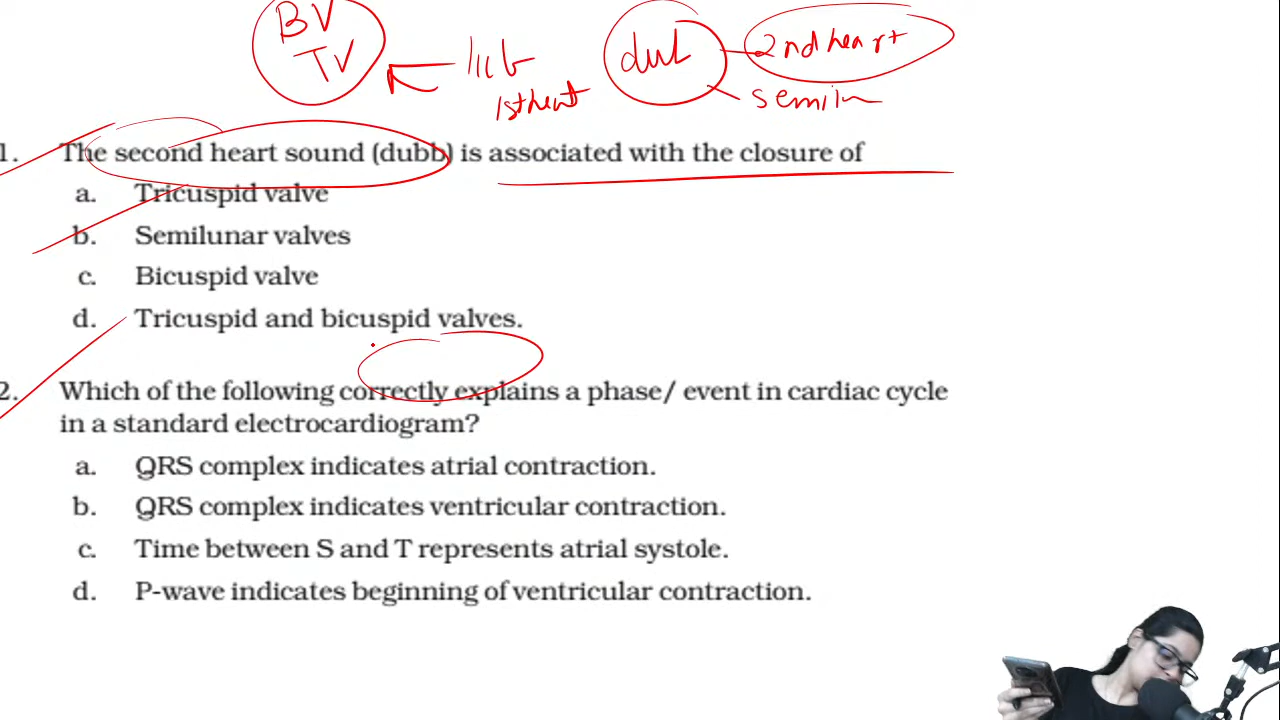 BV
TV
lub
1st heart
dub
2nd heart
semilu
1. The second heart sound (dubb) is associated with the closure of
a. Tricuspid valve
b. Semilunar valves
c. Bicuspid valve
d. Tricuspid and bicuspid valves.
2. Which of the following correctly explains a phase/ event in cardiac cycle
in a standard electrocardiogram?
a. QRS complex indicates atrial contraction.
b. QRS complex indicates ventricular contraction.
c. Time between S and T represents atrial systole.
d. P-wave indicates beginning of ventricular contraction.